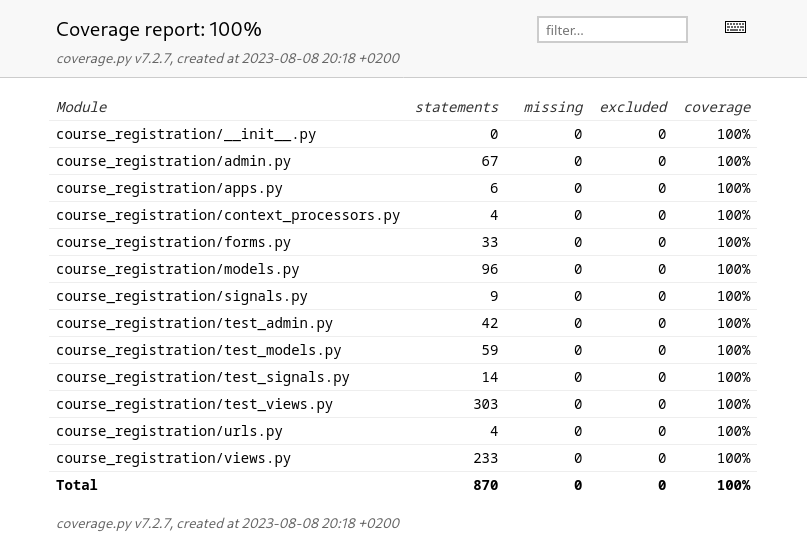 Coverage report: 100%
filter...
coverage.py v7.2.7, created at 2023-08-08 20:18 +0200
Module statements missing excluded coverage
course_registration/__init__.py 0 0 0 100%
course_registration/admin.py 67 0 0 100%
course_registration/apps.py 6 0 0 100%
course_registration/context_processors.py 4 0 0 100%
course_registration/forms.py 33 0 0 100%
course_registration/models.py 96 0 0 100%
course_registration/signals.py 9 0 0 100%
course_registration/test_admin.py 42 0 0 100%
course_registration/test_models.py 59 0 0 100%
course_registration/test_signals.py 14 0 0 100%
course_registration/test_views.py 303 0 0 100%
course_registration/urls.py 4 0 0 100%
course_registration/views.py 233 0 0 100%
Total 870 0 0 100%
coverage.py v7.2.7, created at 2023-08-08 20:18 +0200